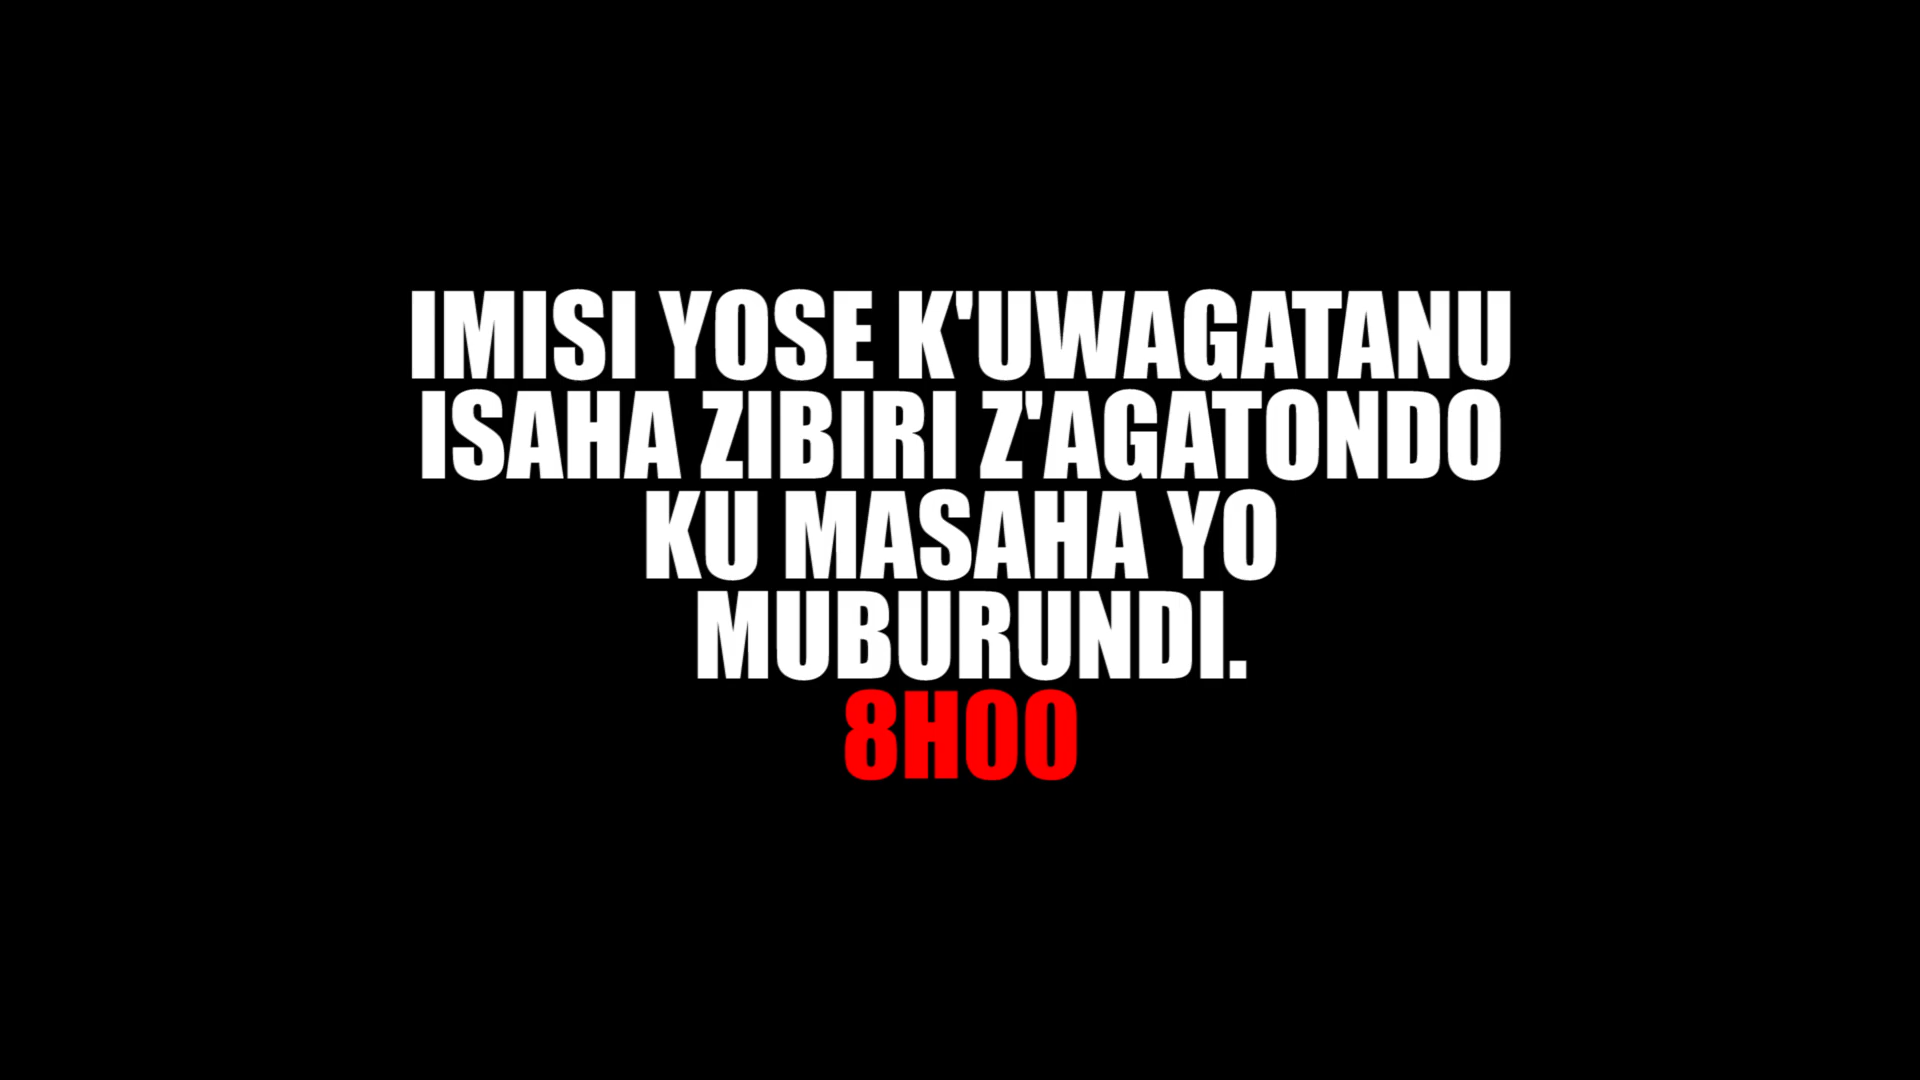 IMISI YOSE K'UWAGATANU
ISAHA ZIBIRI Z'AGATONDO
KU MASAHA YO
MUBURUNDI.
8H00